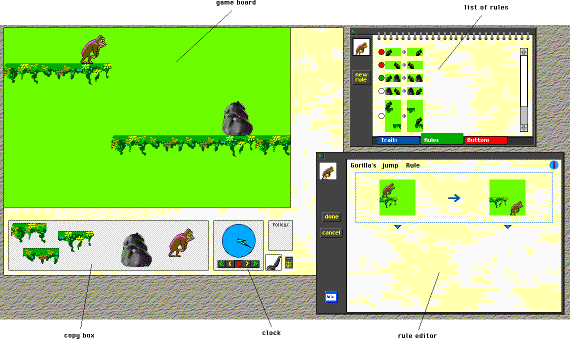 game board
list of rules
new
rule
Traits
Rules
Buttons
Gorilla's jump Rule
done
cancel
copy box
clock
rule editor